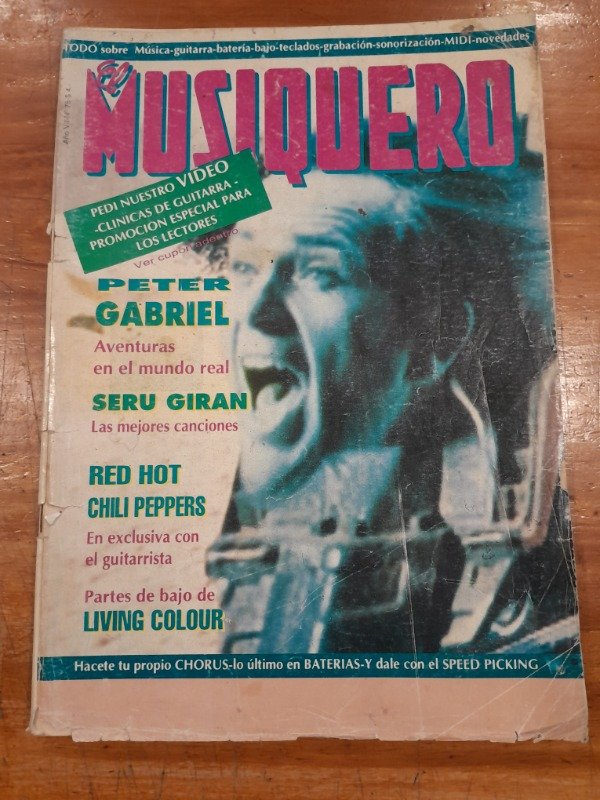 TODO sobre Música-guitarra-batería-bajo-teclados-grabación-sonorización-MIDI-novedades
El
MUSIQUERO
PEDI NUESTRO VIDEO
-CLINICAS DE GUITARRA-
PROMOCION ESPECIAL PARA
LOS LECTORES
Ver cupon adentro
PETER
GABRIEL
Aventuras
en el mundo real
SERU GIRAN
Las mejores canciones
RED HOT
CHILI PEPPERS
En exclusiva con
el guitarrista
Partes de bajo de
LIVING COLOUR
Hacete tu propio CHORUS-lo último en BATERIAS-Y dale con el SPEED PICKING